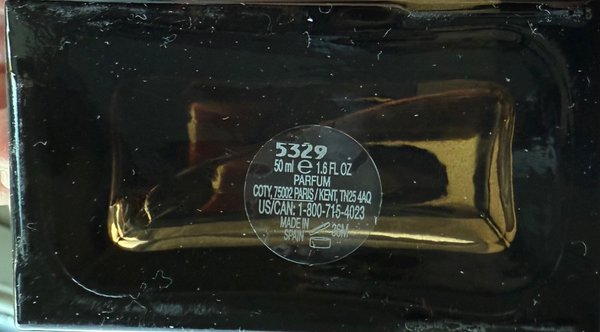 5329
50 ml ℮ 1.6 FL OZ
PARFUM
COTY, 75002 PARIS / KENT, TN25 4AQ
US/CAN: 1-800-715-4023
MADE IN
SPAIN 36M